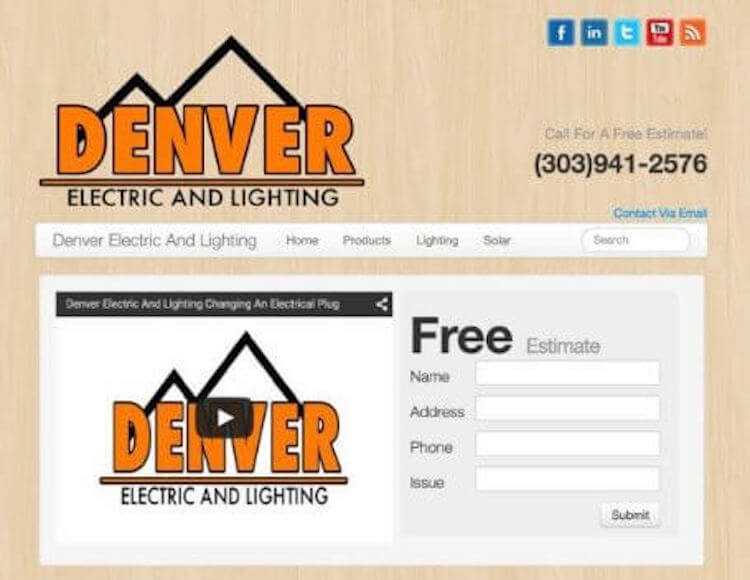 f in t You Tube
DENVER
ELECTRIC AND LIGHTING
Call For A Free Estimate!
(303)941-2576
Contact Via Email
Denver Electric And Lighting Home Products Lighting Solar Search
Denver Electric And Lighting Changing An Electrical Plug
DENVER
ELECTRIC AND LIGHTING
Free Estimate
Name
Address
Phone
Issue
Submit